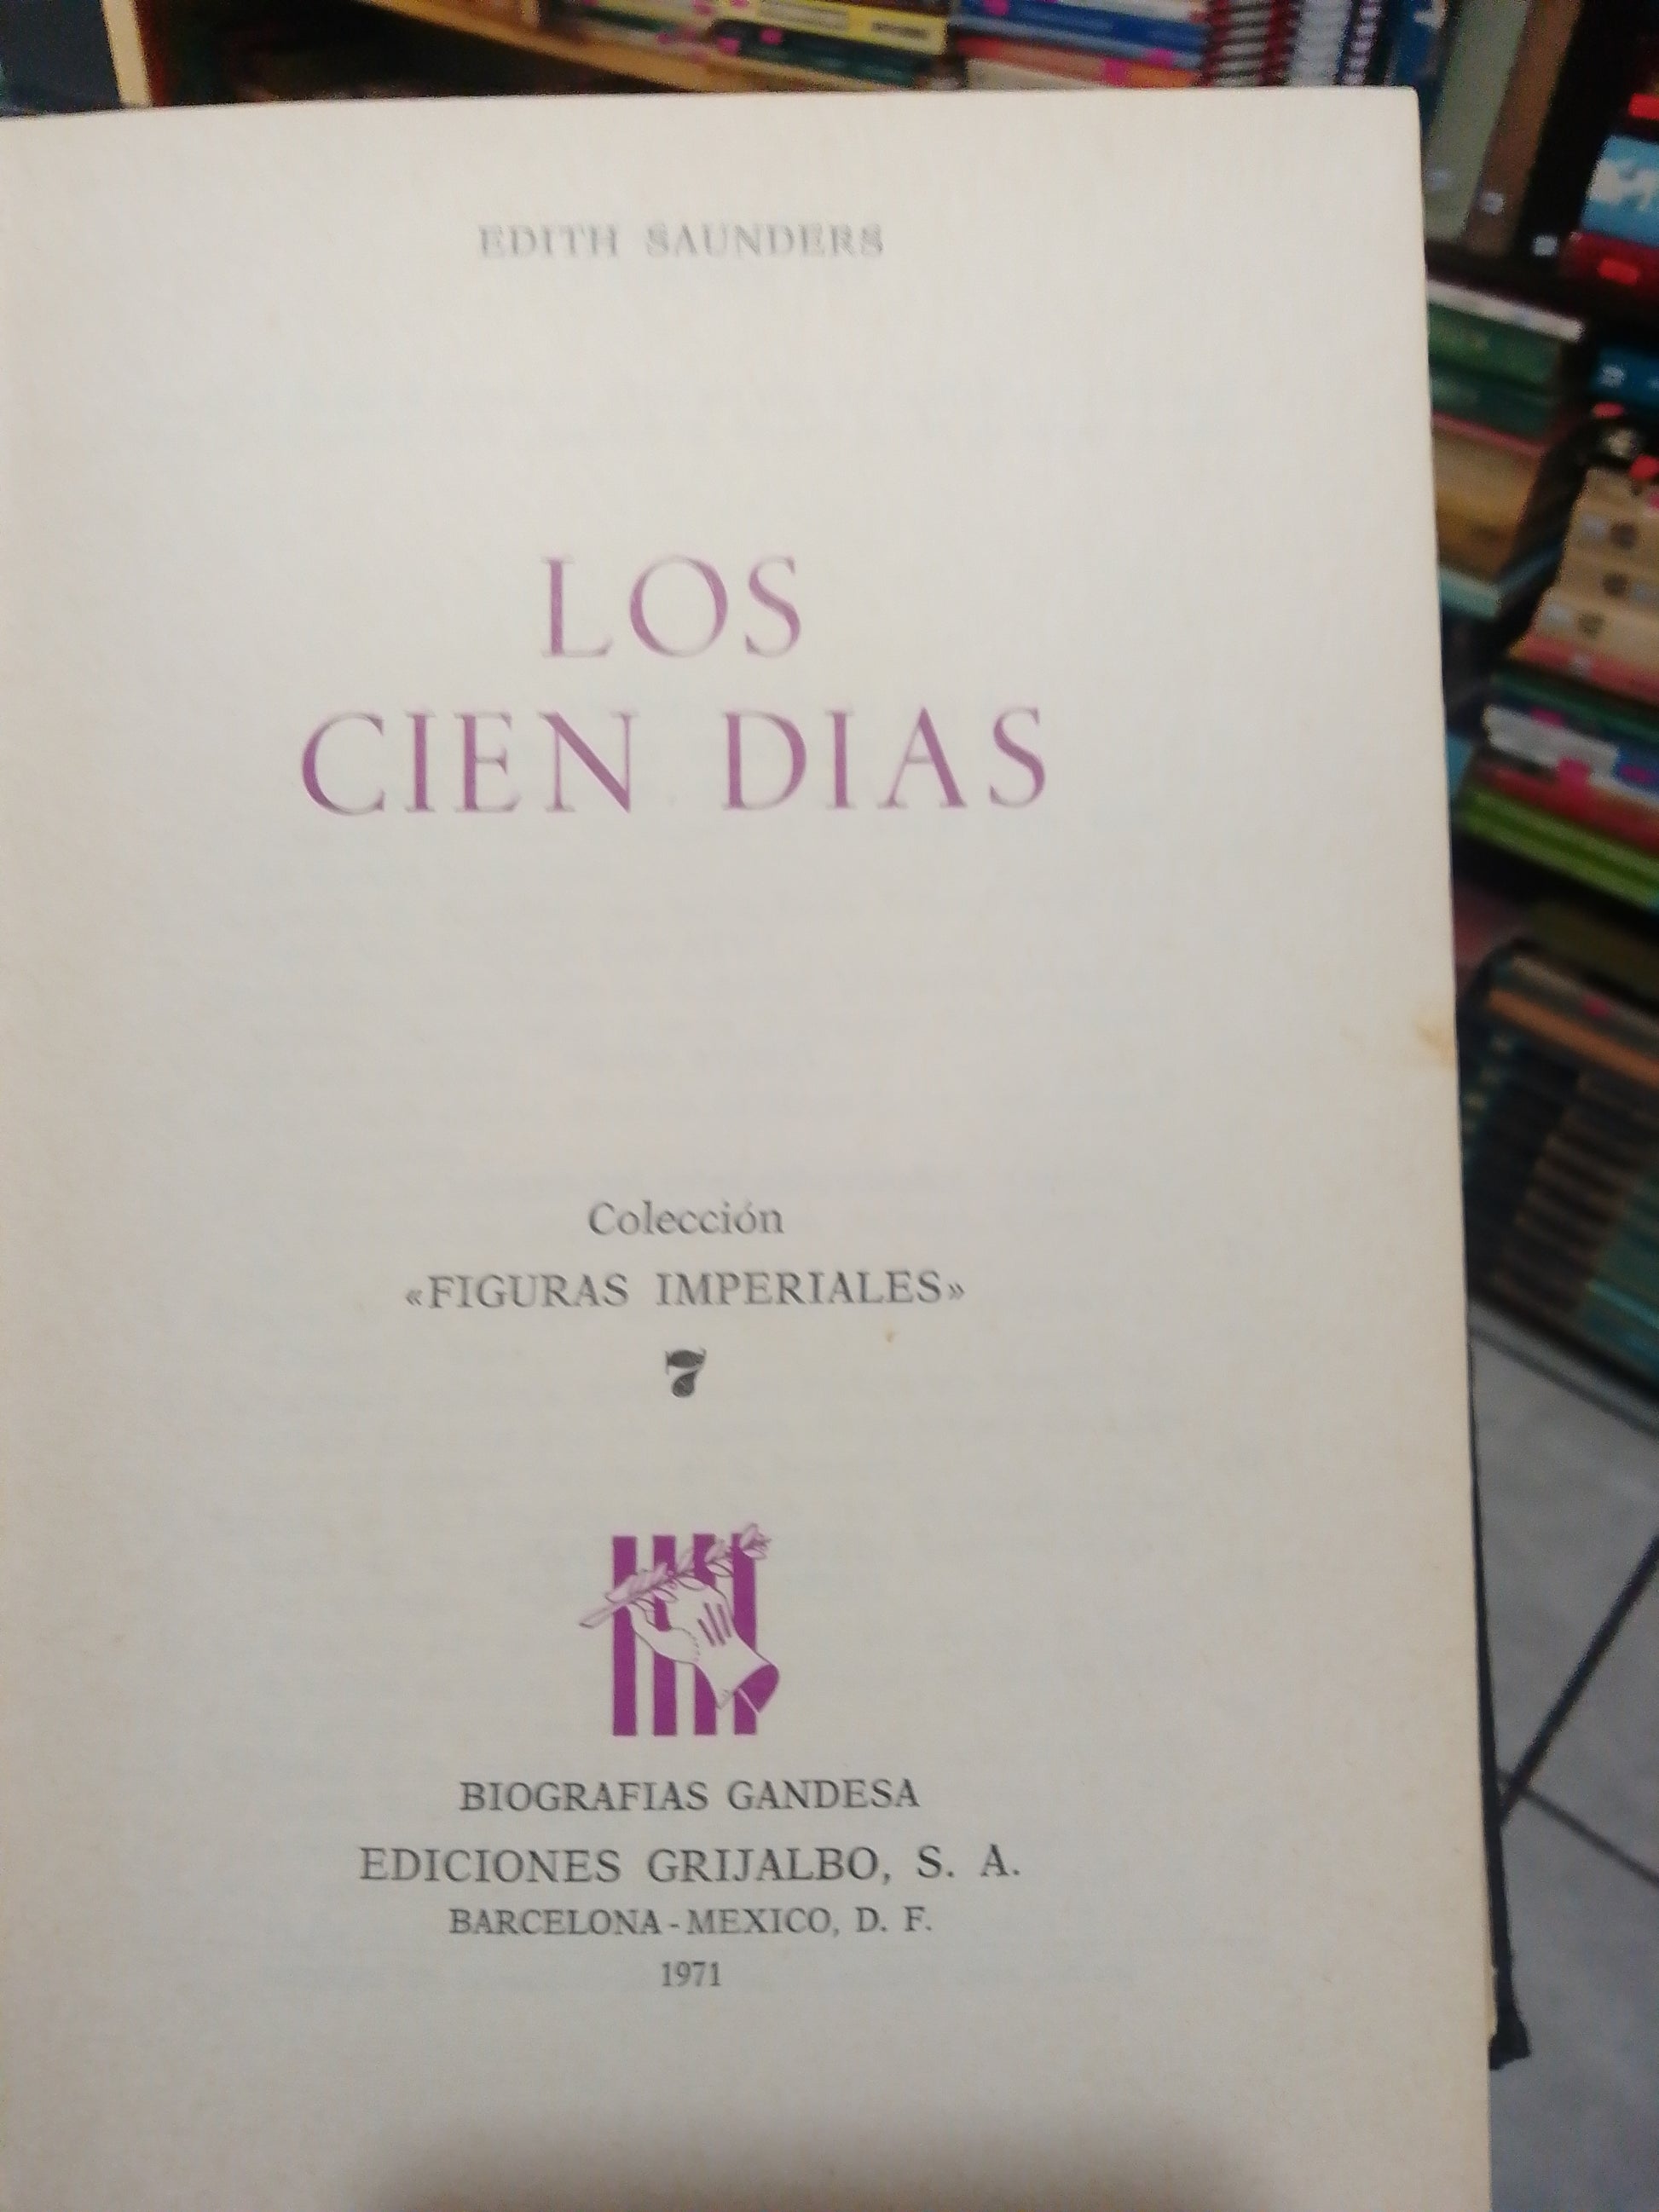 EDITH SAUNDERS
LOS
CIEN DIAS
Colección
«FIGURAS IMPERIALES»
7
BIOGRAFIAS GANDESA
EDICIONES GRIJALBO, S. A.
BARCELONA-MEXICO, D. F.
1971